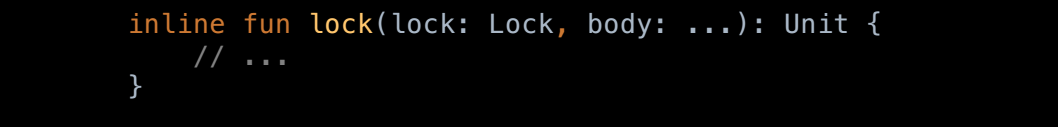 inline fun lock(lock: Lock, body: ...): Unit {
    // ...
}